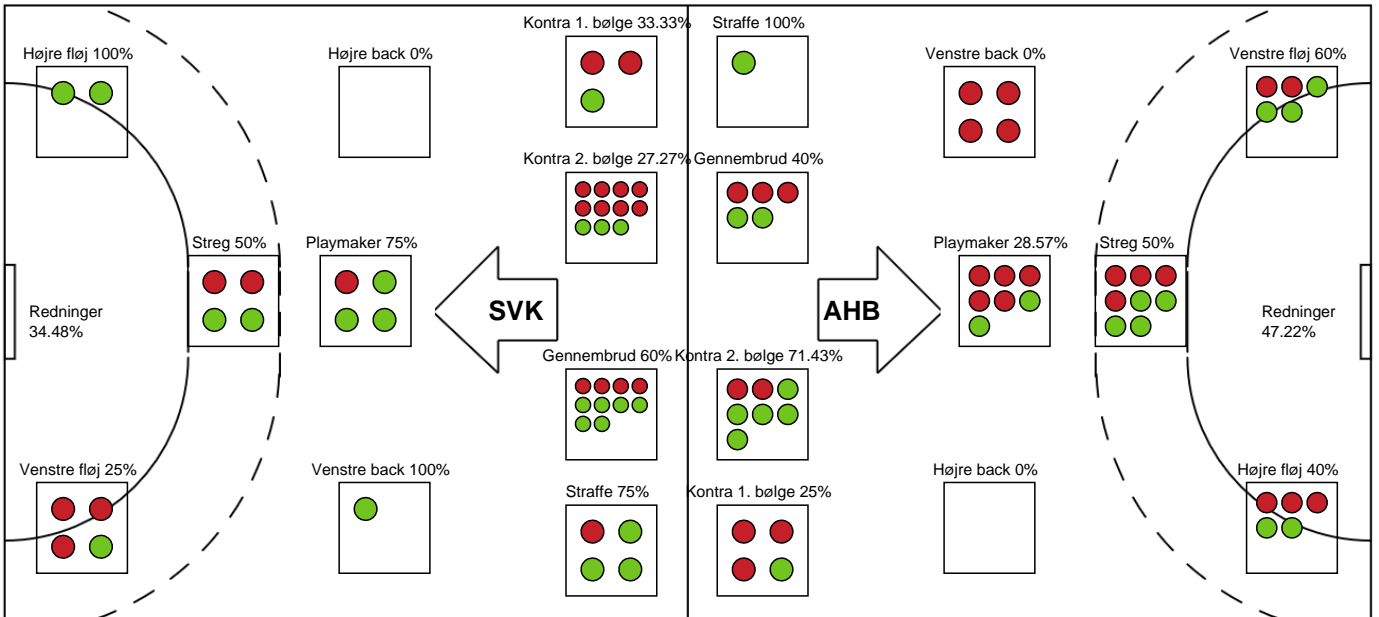 Kontra 1. bølge 33.33%
Straffe 100%
Højre fløj 100%
Højre back 0%
Venstre back 0%
Venstre fløj 60%
Kontra 2. bølge 27.27%
Gennembrud 40%
Streg 50%
Playmaker 75%
Playmaker 28.57%
Streg 50%
Redninger
34.48%
SVK
AHB
Redninger
47.22%
Gennembrud 60%
Kontra 2. bølge 71.43%
Venstre fløj 25%
Venstre back 100%
Højre back 0%
Højre fløj 40%
Straffe 75%
Kontra 1. bølge 25%